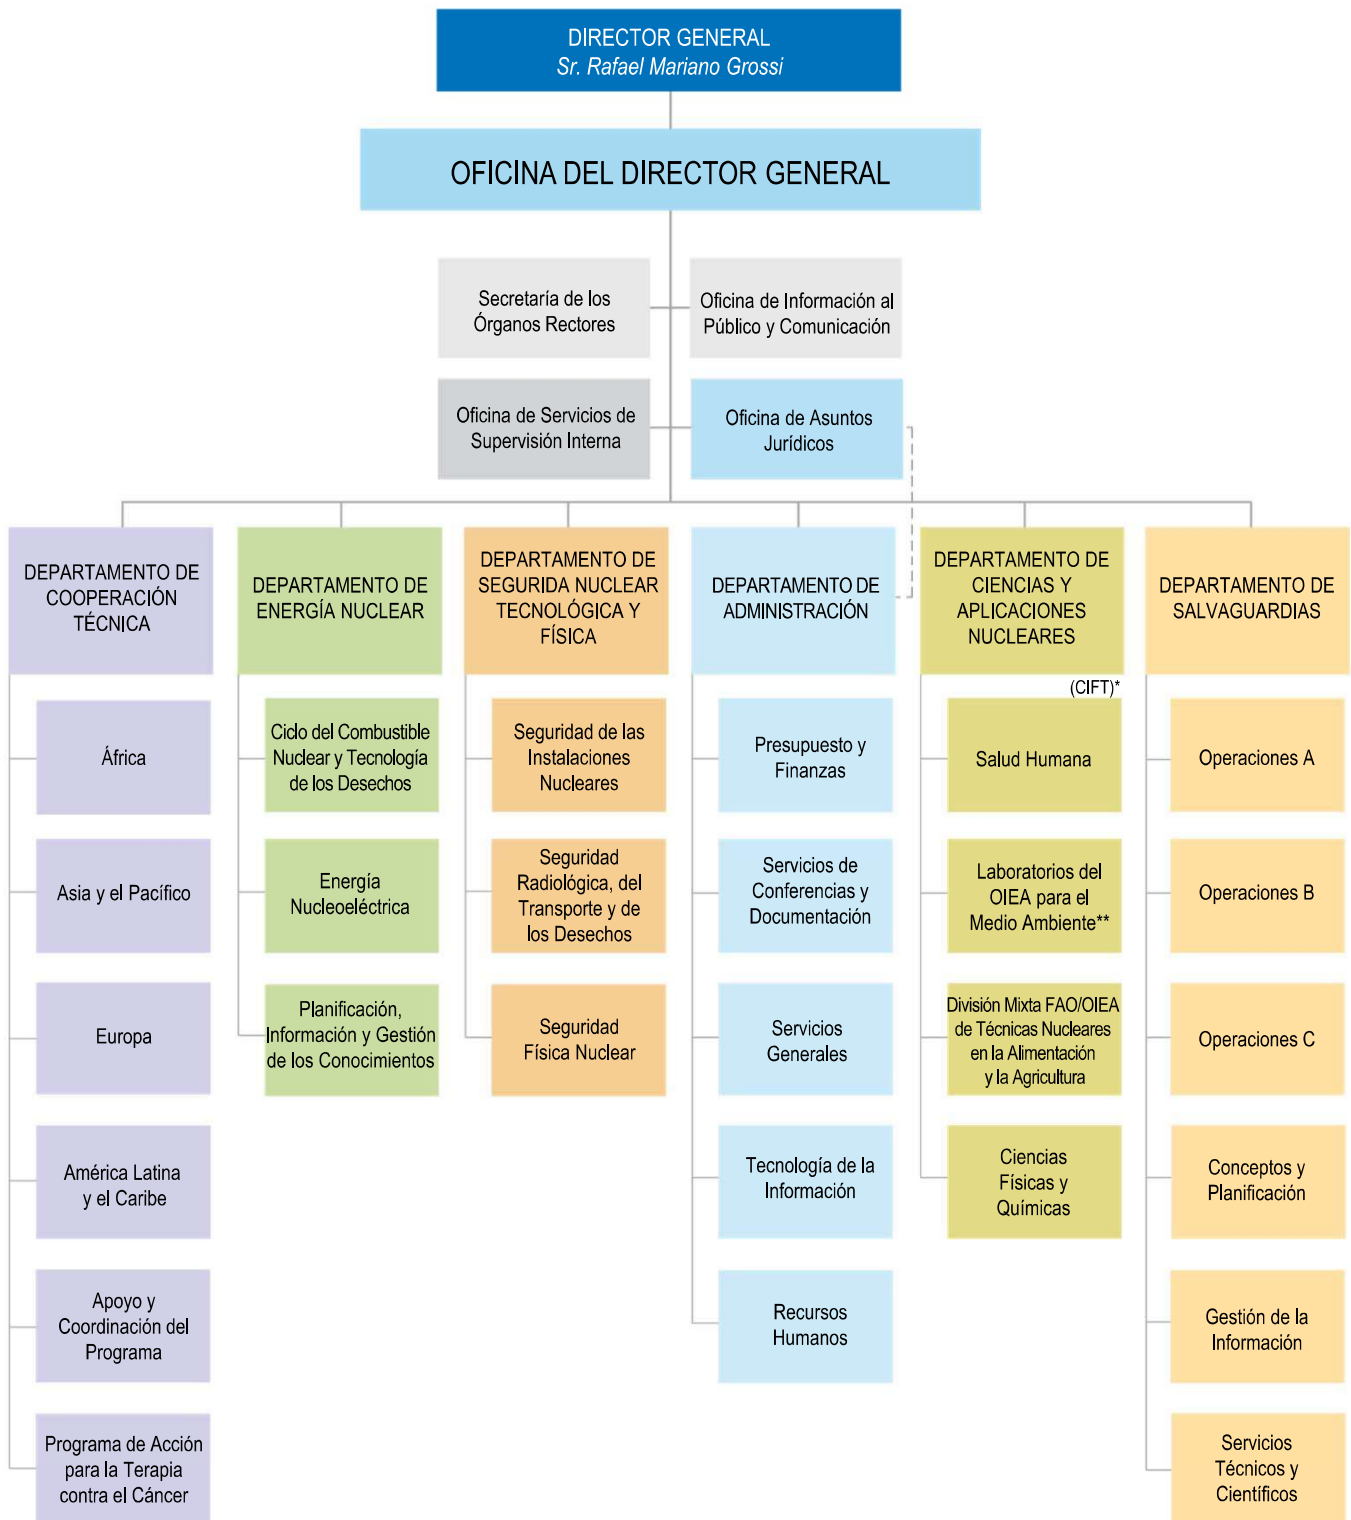 DIRECTOR GENERAL
Sr. Rafael Mariano Grossi
OFICINA DEL DIRECTOR GENERAL
Secretaría de los
Órganos Rectores
Oficina de Información al
Público y Comunicación
Oficina de Servicios de
Supervisión Interna
Oficina de Asuntos
Jurídicos
DEPARTAMENTO DE
COOPERACIÓN
TÉCNICA
África
Asia y el Pacífico
Europa
América Latina
y el Caribe
Apoyo y
Coordinación del
Programa
Programa de Acción
para la Terapia
contra el Cáncer
DEPARTAMENTO DE
ENERGÍA NUCLEAR
Ciclo del Combustible
Nuclear y Tecnología
de los Desechos
Energía
Nucleoeléctrica
Planificación,
Información y Gestión
de los Conocimientos
DEPARTAMENTO DE
SEGURIDA NUCLEAR
TECNOLÓGICA Y
FÍSICA
Seguridad de las
Instalaciones
Nucleares
Seguridad
Radiológica, del
Transporte y de
los Desechos
Seguridad
Física Nuclear
DEPARTAMENTO DE
ADMINISTRACIÓN
Presupuesto y
Finanzas
Servicios de
Conferencias y
Documentación
Servicios
Generales
Tecnología de la
Información
Recursos
Humanos
DEPARTAMENTO DE
CIENCIAS Y
APLICACIONES
NUCLEARES
(CIFT)*
Salud Humana
Laboratorios del
OIEA para el
Medio Ambiente**
División Mixta FAO/OIEA
de Técnicas Nucleares
en la Alimentación
y la Agricultura
Ciencias
Físicas y
Químicas
DEPARTAMENTO DE
SALVAGUARDIAS
Operaciones A
Operaciones B
Operaciones C
Conceptos y
Planificación
Gestión de la
Información
Servicios
Técnicos y
Científicos